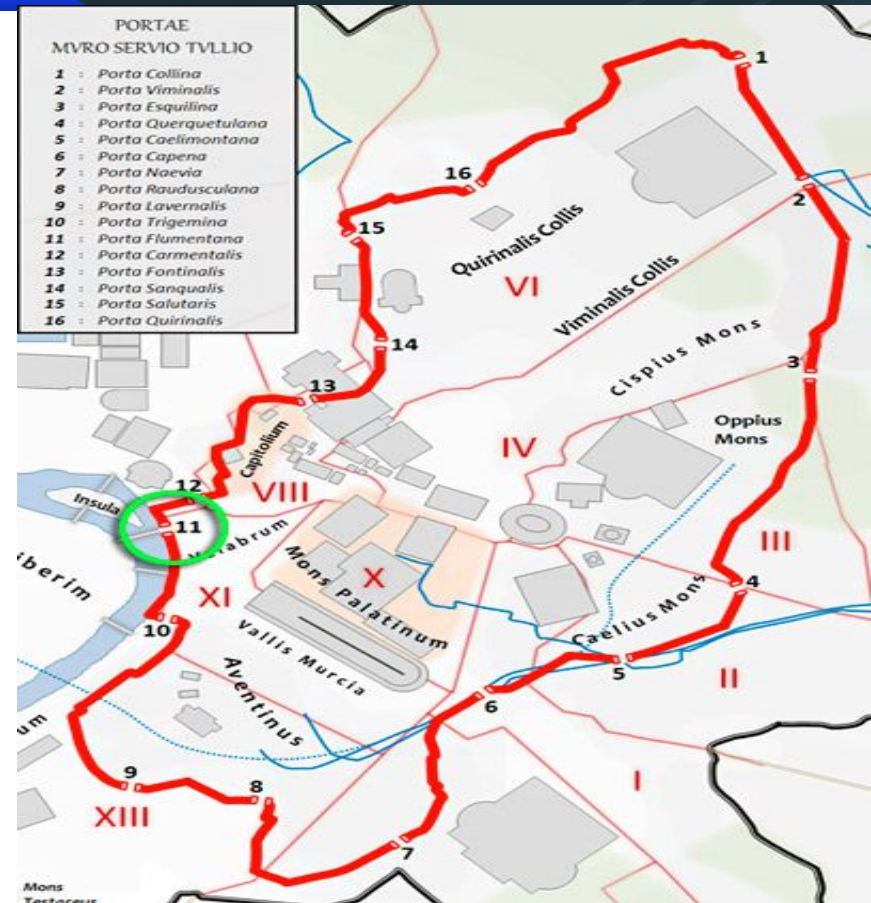 PORTAE
MVRO SERVIO TVLLIO
1 : Porta Collina
2 : Porta Viminalis
3 : Porta Esquilina
4 : Porta Querquetulana
5 : Porta Caelimontana
6 : Porta Capena
7 : Porta Naevia
8 : Porta Raudusculana
9 : Porta Lavernalis
10 : Porta Trigemina
11 : Porta Flumentana
12 : Porta Carmentalis
13 : Porta Fontinalis
14 : Porta Sanqualis
15 : Porta Salutaris
16 : Porta Quirinalis
1
16
2
15
Quirinalis Collis
VI
Viminalis Collis
14
Cispius Mons
3
13
Oppius
Mons
Capitolium
IV
12
VIII
Insula
11
III
iberim
XI
Mons Palatinum
X
4
10
Caelius Mons
Vallis Murcia
5
II
Aventinus
6
um
I
9
8
XIII
7
Mons
Testaceus